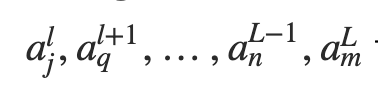 a_j^l, a_q^{l+1}, … , a_n^{L−1}, a_m^L